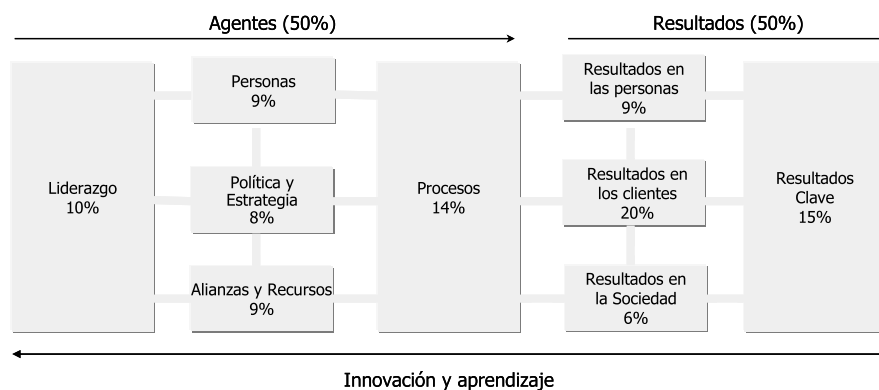 Agentes (50%)
Resultados (50%)
Liderazgo
10%
Personas
9%
Política y
Estrategia
8%
Alianzas y Recursos
9%
Procesos
14%
Resultados en
las personas
9%
Resultados en
los clientes
20%
Resultados en
la Sociedad
6%
Resultados
Clave
15%
Innovación y aprendizaje